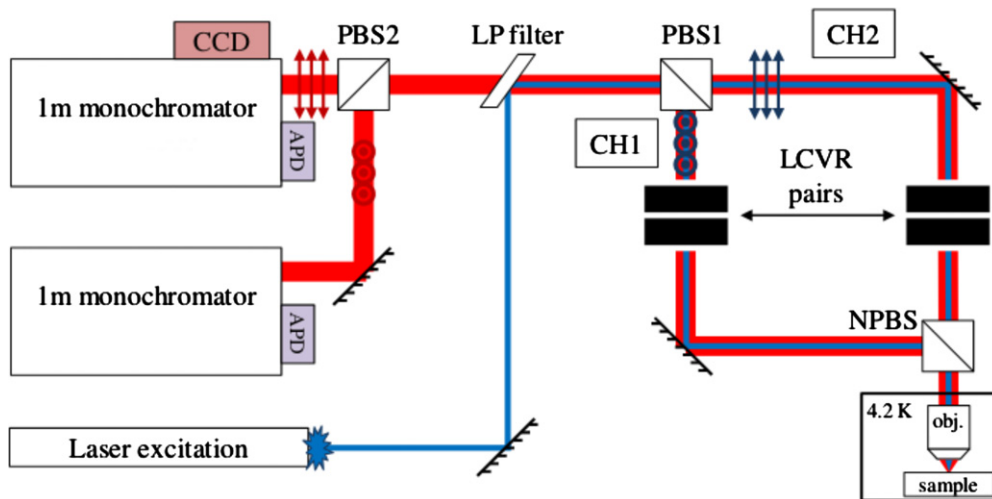 CCD
PBS2
LP filter
PBS1
CH2
1m monochromator
APD
CH1
LCVR
pairs
1m monochromator
APD
NPBS
4.2 K
obj.
Laser excitation
sample